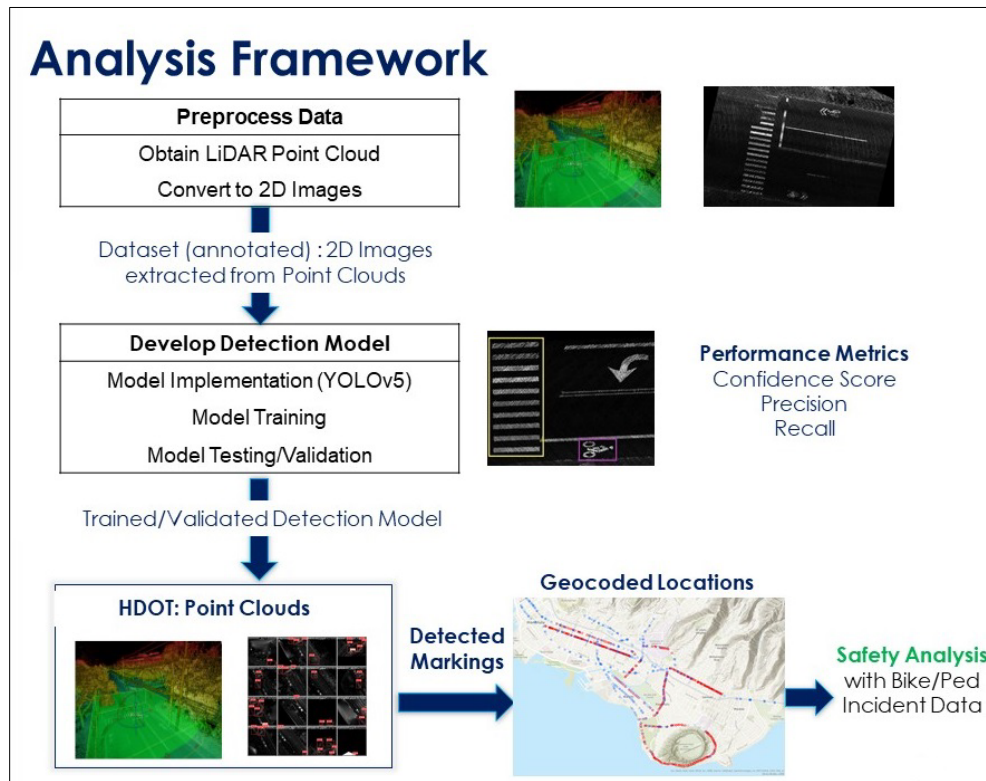 Analysis Framework
Preprocess Data
Obtain LiDAR Point Cloud
Convert to 2D Images
Dataset (annotated) : 2D Images
extracted from Point Clouds
Develop Detection Model
Model Implementation (YOLOv5)
Model Training
Model Testing/Validation
Performance Metrics
Confidence Score
Precision
Recall
Trained/Validated Detection Model
HDOT: Point Clouds
Detected
Markings
Geocoded Locations
Safety Analysis
with Bike/Ped
Incident Data